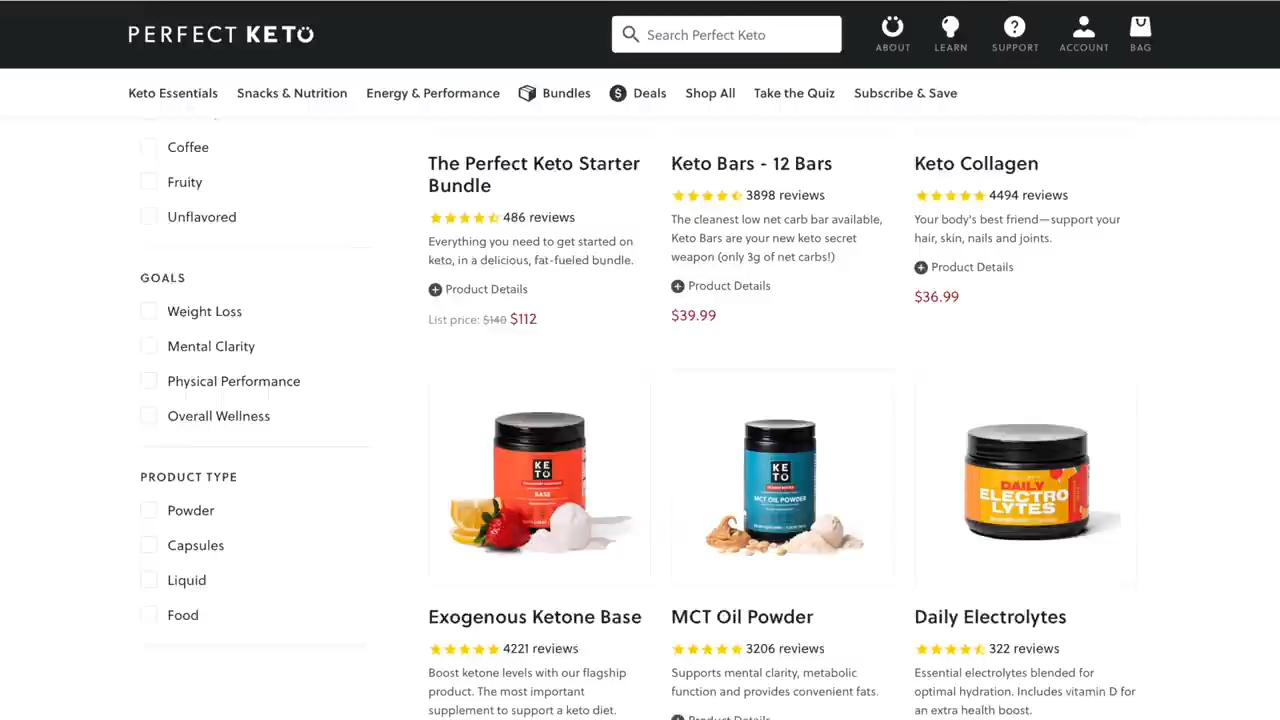 PERFECT KETO
Search Perfect Keto
ABOUT
LEARN
SUPPORT
ACCOUNT
BAG
Keto Essentials
Snacks & Nutrition
Energy & Performance
Bundles
Deals
Shop All
Take the Quiz
Subscribe & Save
Coffee
Fruity
Unflavored
GOALS
Weight Loss
Mental Clarity
Physical Performance
Overall Wellness
PRODUCT TYPE
Powder
Capsules
Liquid
Food
The Perfect Keto Starter
Bundle
486 reviews
Everything you need to get started on
keto, in a delicious, fat-fueled bundle.
Product Details
List price: $140 $112
Keto Bars - 12 Bars
3898 reviews
The cleanest low net carb bar available,
Keto Bars are your new keto secret
weapon (only 3g of net carbs!)
Product Details
$39.99
Keto Collagen
4494 reviews
Your body's best friend—support your
hair, skin, nails and joints.
Product Details
$36.99
KE
TO
BASE
Exogenous Ketone Base
4221 reviews
Boost ketone levels with our flagship
product. The most important
supplement to support a keto diet.
KE
TO
MCT OIL POWDER
MCT Oil Powder
3206 reviews
Supports mental clarity, metabolic
function and provides convenient fats.
Product Details
DAILY
ELECTRO
LYTES
Daily Electrolytes
322 reviews
Essential electrolytes blended for
optimal hydration. Includes vitamin D for
an extra health boost.